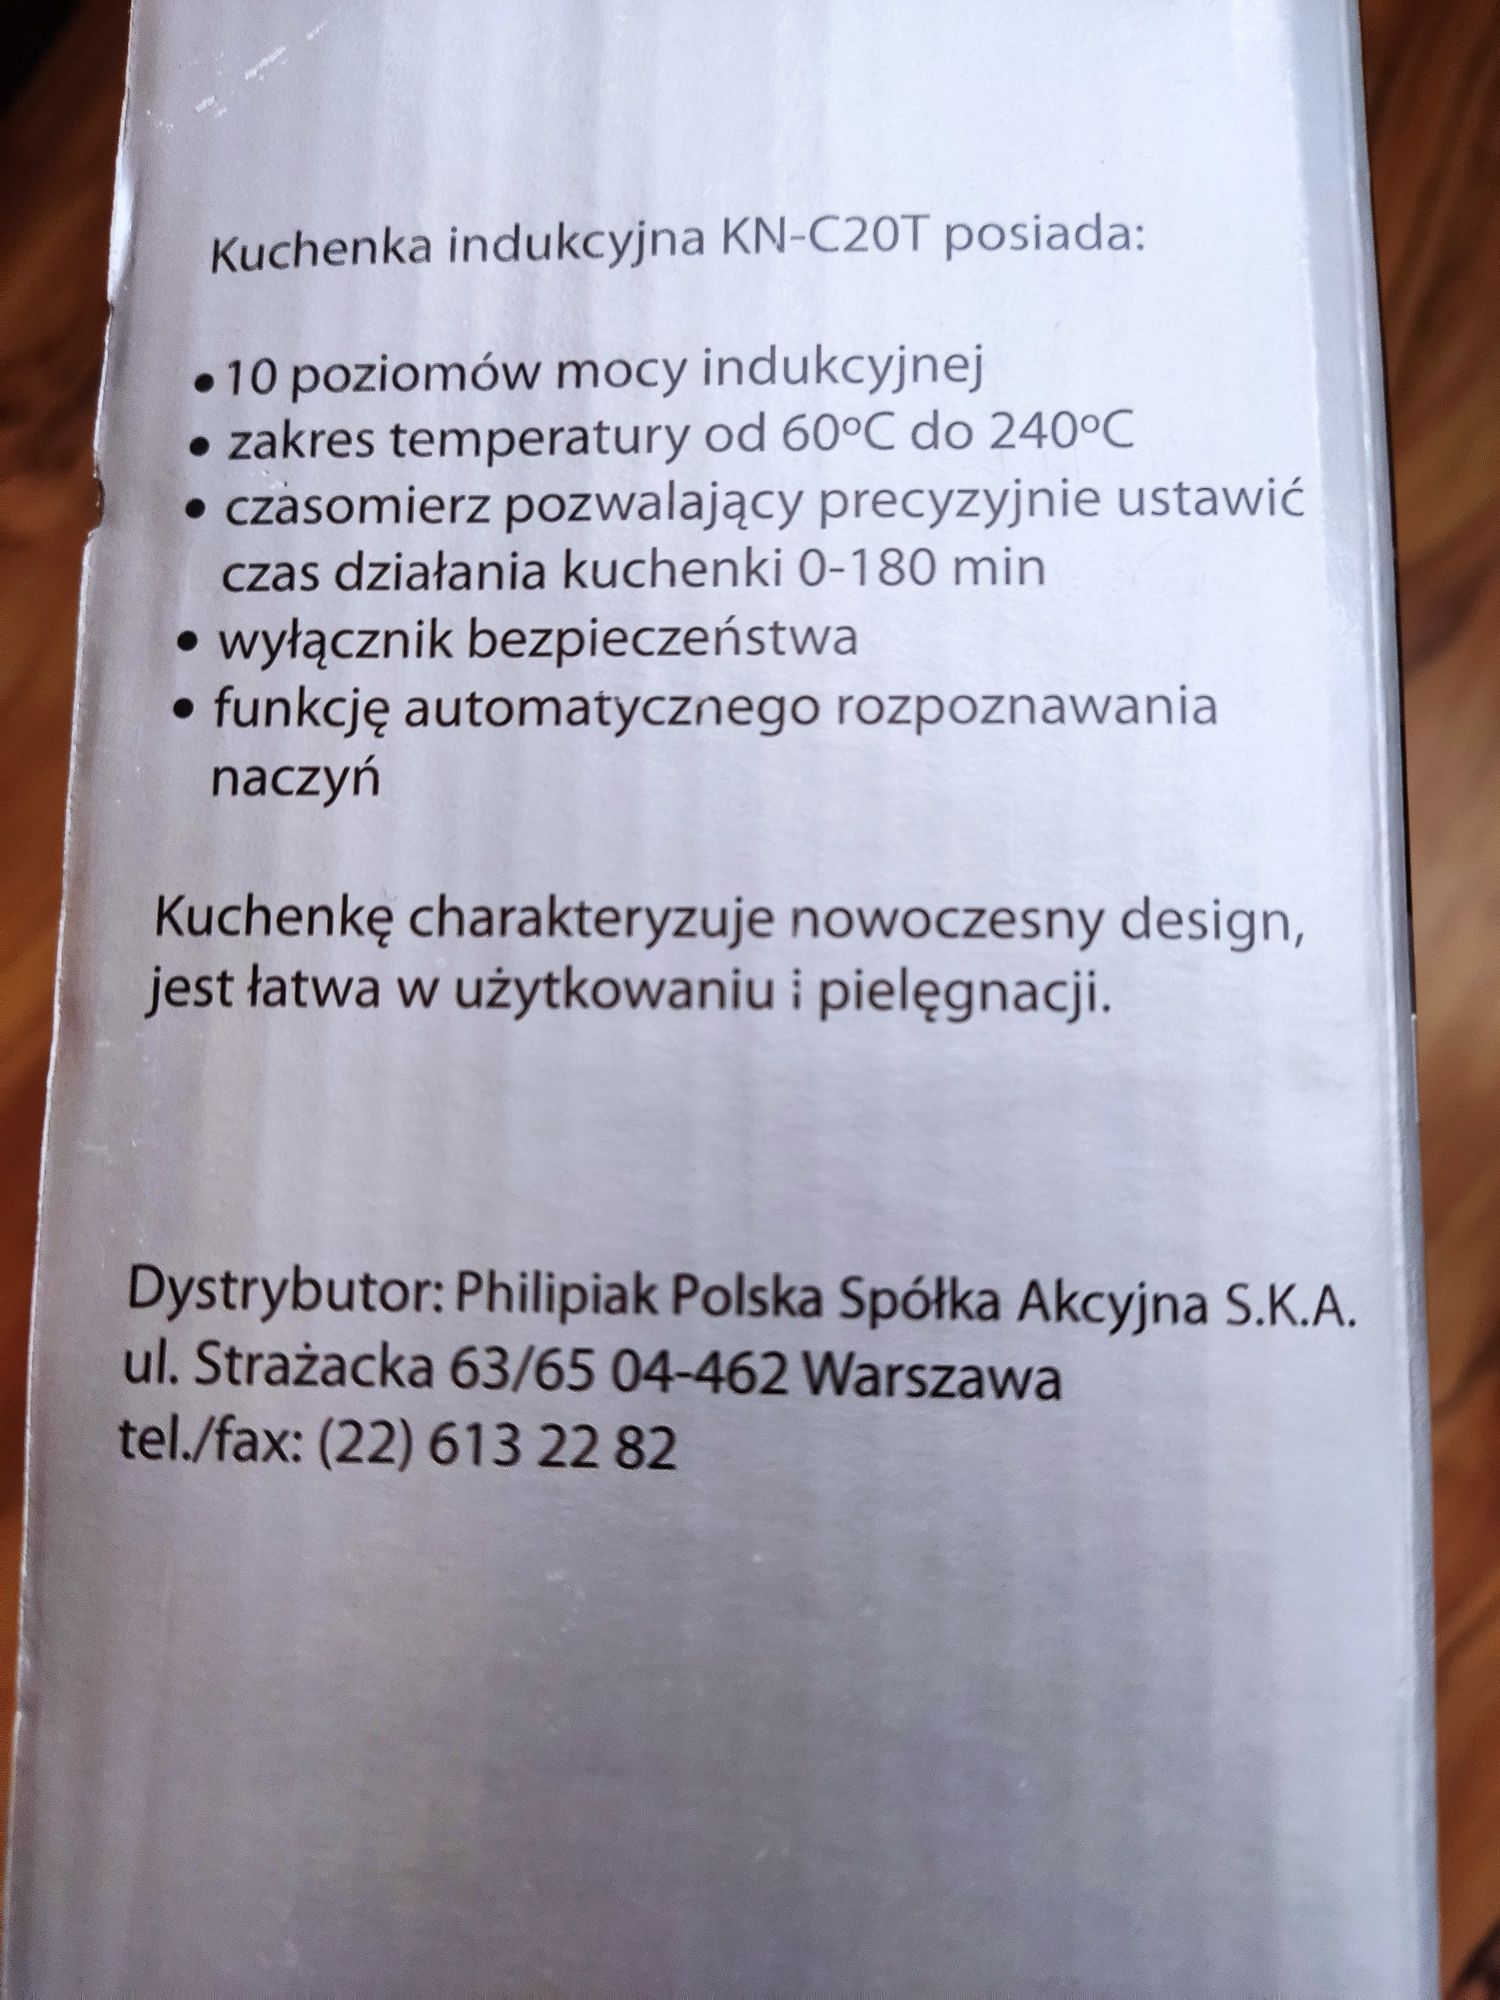 Kuchenka indukcyjna KN-C20T posiada:
• 10 poziomów mocy indukcyjnej
• zakres temperatury od 60ºC do 240ºC
• czasomierz pozwalający precyzyjnie ustawić
czas działania kuchenki 0-180 min
• wyłącznik bezpieczeństwa
• funkcję automatycznego rozpoznawania
naczyń
Kuchenkę charakteryzuje nowoczesny design,
jest łatwa w użytkowaniu i pielęgnacji.
Dystrybutor: Philipiak Polska Spółka Akcyjna S.K.A.
ul. Strażacka 63/65 04-462 Warszawa
tel./fax: (22) 613 22 82